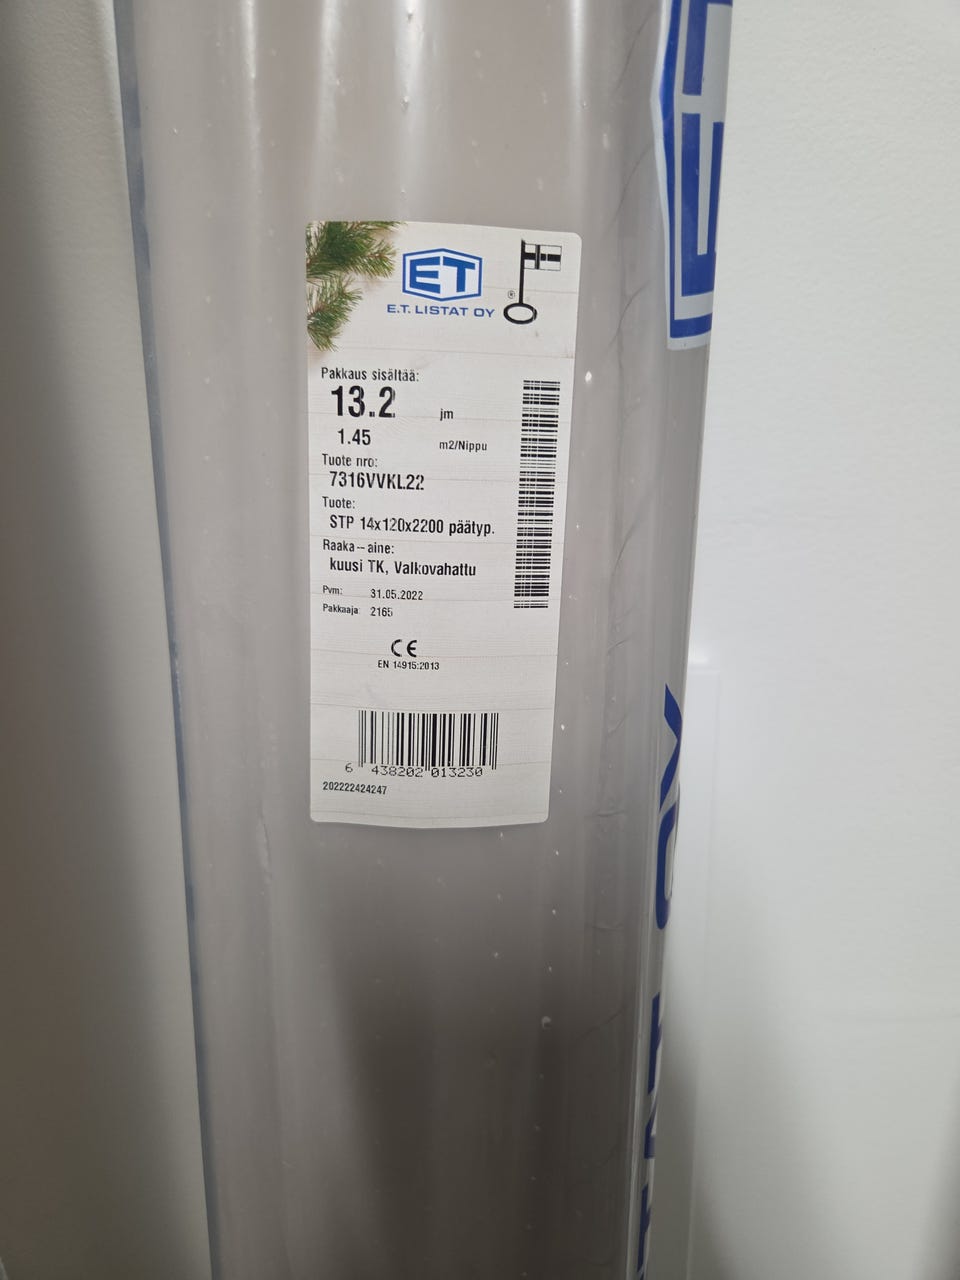 ET
E.T. LISTAT OY
®
Pakkaus sisältää:
13.2 jm
1.45 m2/Nippu
Tuote nro:
7316VVKL22
Tuote:
STP 14x120x2200 päätyp.
Raaka-aine:
kuusi TK, Valkovahattu
Pvm: 31.05.2022
Pakkaaja: 2165
CE
EN 14915:2013
6 438202 013230
202222424247